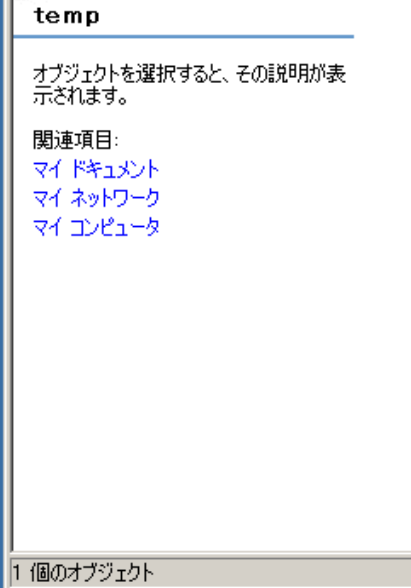 temp
オブジェクトを選択すると、その説明が表
示されます。
関連項目:
マイ ドキュメント
マイ ネットワーク
マイ コンピュータ
1 個のオブジェクト